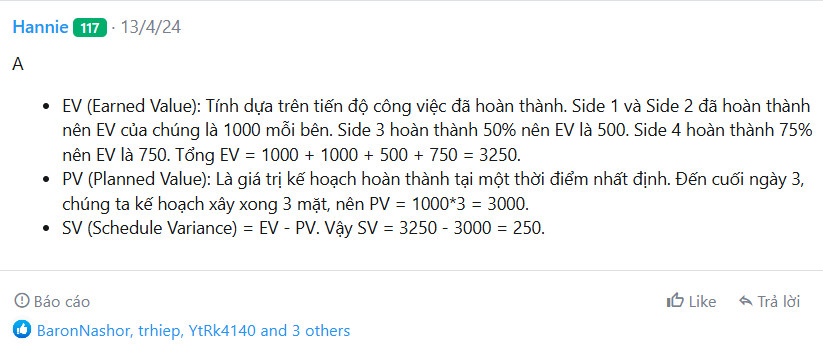 Hannie 117 · 13/4/24
A
• EV (Earned Value): Tính dựa trên tiến độ công việc đã hoàn thành. Side 1 và Side 2 đã hoàn thành
nên EV của chúng là 1000 mỗi bên. Side 3 hoàn thành 50% nên EV là 500. Side 4 hoàn thành 75%
nên EV là 750. Tổng EV = 1000 + 1000 + 500 + 750 = 3250.
• PV (Planned Value): Là giá trị kế hoạch hoàn thành tại một thời điểm nhất định. Đến cuối ngày 3,
chúng ta kế hoạch xây xong 3 mặt, nên PV = 1000*3 = 3000.
• SV (Schedule Variance) = EV - PV. Vậy SV = 3250 - 3000 = 250.
Báo cáo Like Trả lời
BaronNashor, trhiep, YtRk4140 and 3 others